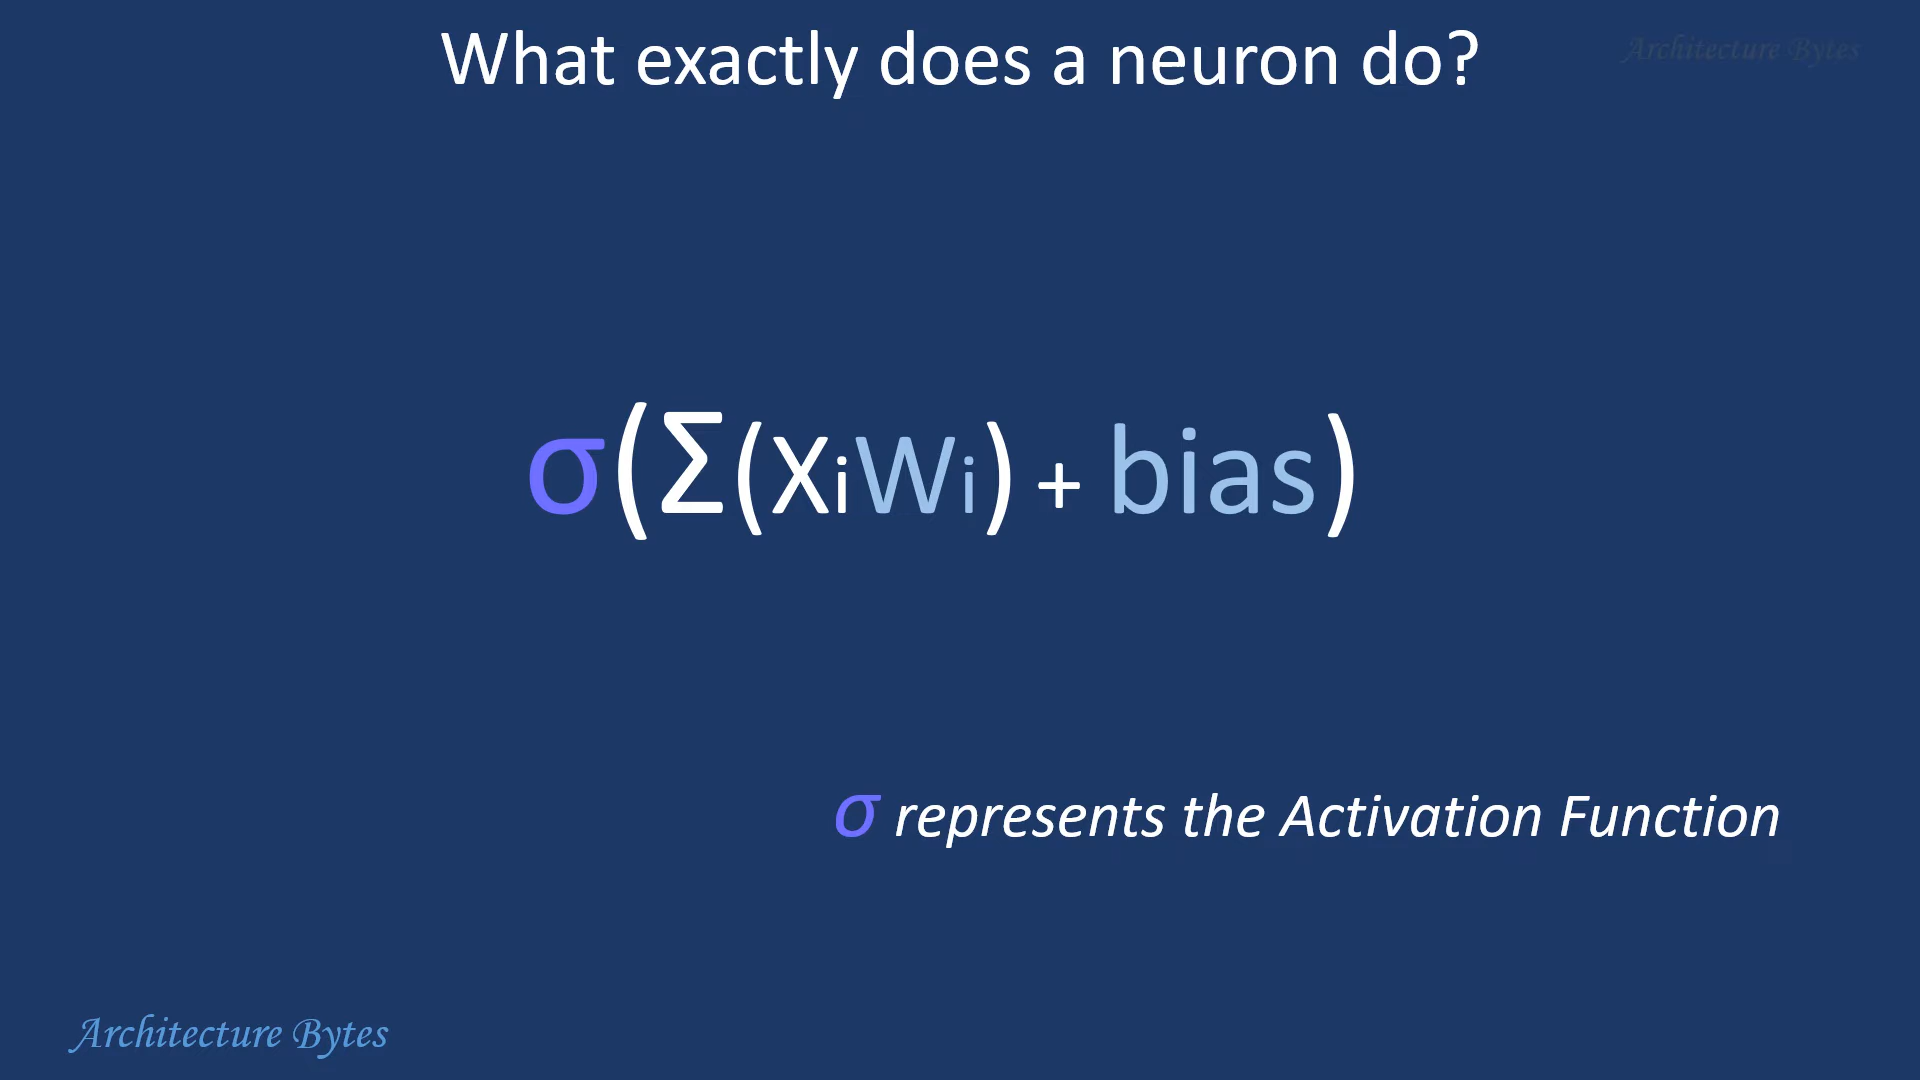 What exactly does a neuron do?
Architecture Bytes
σ(Σ(XiWi) + bias)
σ represents the Activation Function
Architecture Bytes